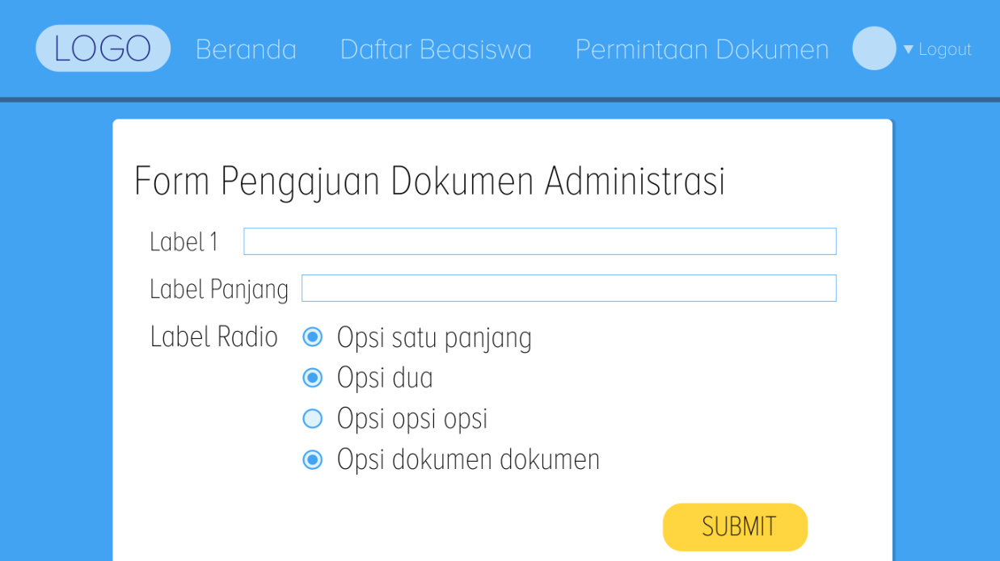 LOGO Beranda Daftar Beasiswa Permintaan Dokumen ▼ Logout
Form Pengajuan Dokumen Administrasi
Label 1
Label Panjang
Label Radio Opsi satu panjang
Opsi dua
Opsi opsi opsi
Opsi dokumen dokumen
SUBMIT